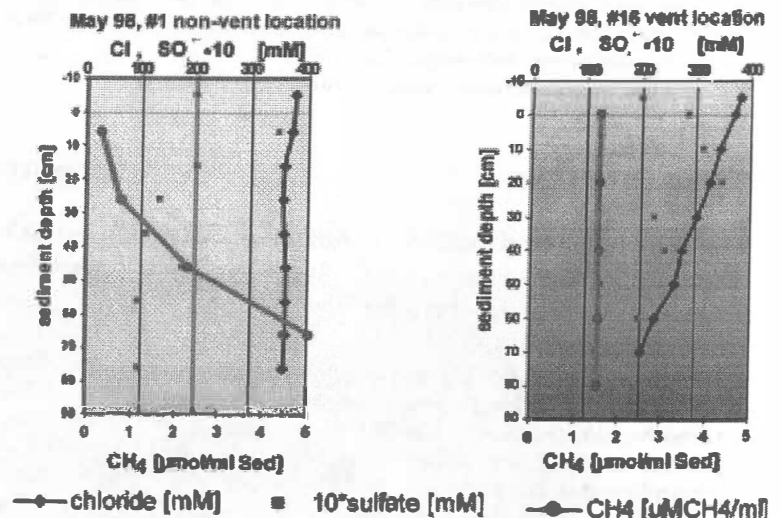 May 98, #1 non-vent location
Cl, SO⁻⁻*10 [mM]
0 100 200 300 400
-10
0
10
20
30
40
50
60
70
80
90
sediment depth [cm]
0 1 2 3 4 5 6
CH₄ [µmol/ml Sed]
May 98, #16 vent location
Cl, SO⁻⁻*10 [mM]
0 100 200 300 400
-10
0
10
20
30
40
50
60
70
80
90
sediment depth [cm]
0 1 2 3 4 5
CH₄ [µmol/ml Sed]
chloride [mM] 10*sulfate [mM] CH4 [µMCH4/ml]